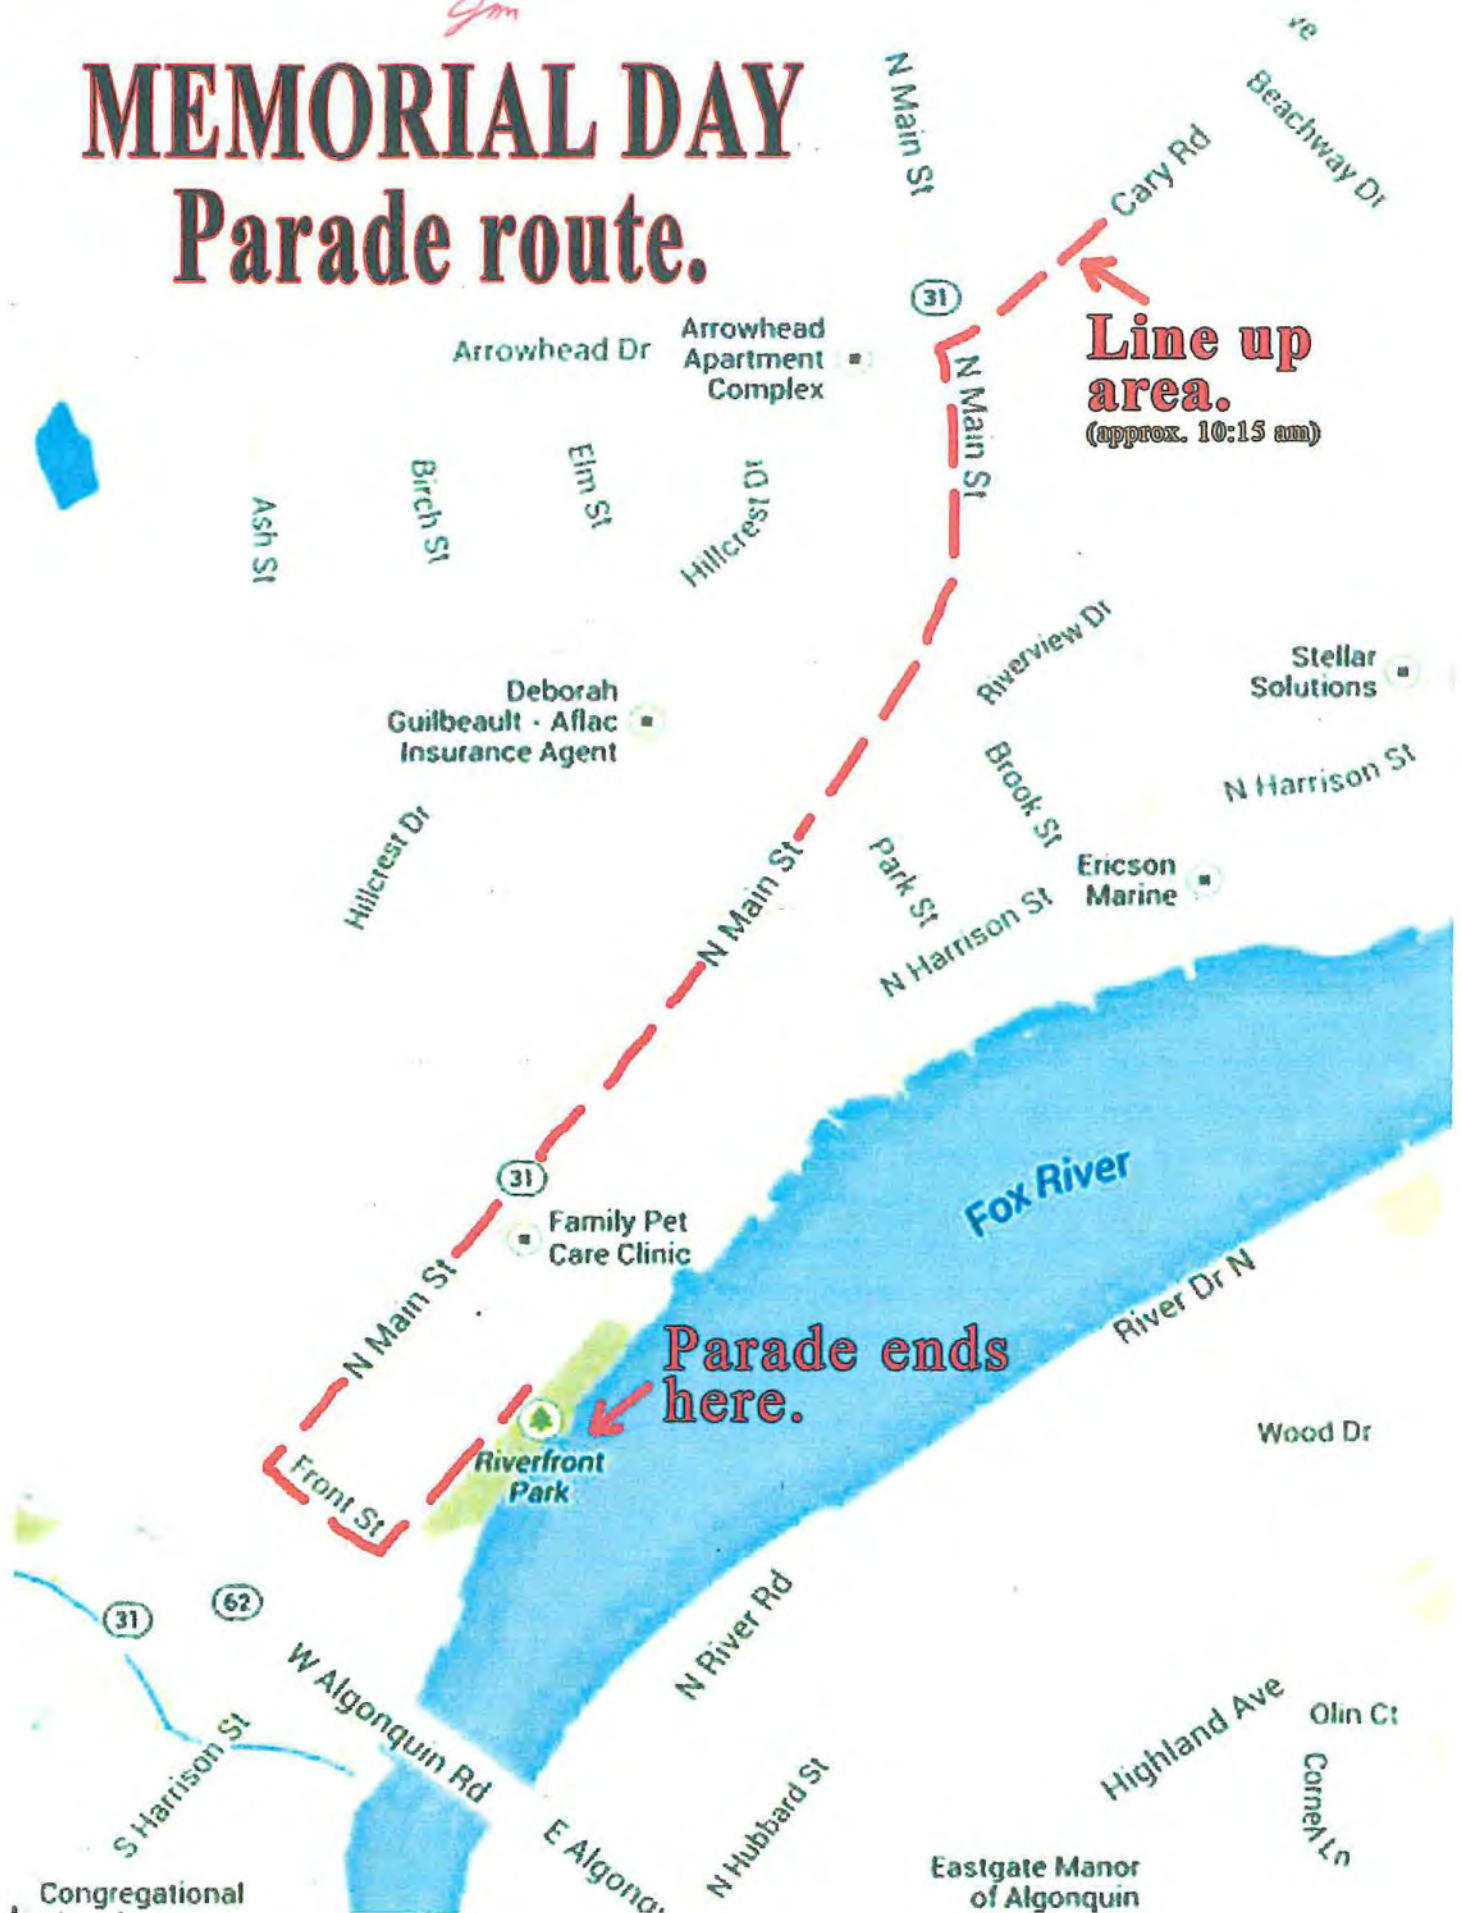 Jm
MEMORIAL DAY
Parade route.
N Main St
ve
Beachway Dr
Cary Rd
31
Line up
area.
(approx. 10:15 am)
Arrowhead Dr
Arrowhead
Apartment
Complex
N Main St
Ash St
Birch St
Elm St
Hillcrest Dr
Riverview Dr
Stellar
Solutions
Deborah
Guilbeault - Aflac
Insurance Agent
Brook St
N Harrison St
Hillcrest Dr
N Main St
Park St
Ericson
Marine
N Harrison St
31
Family Pet
Care Clinic
Fox River
N Main St
River Dr N
Parade ends
here.
Riverfront
Park
Front St
Wood Dr
31
62
W Algonquin Rd
N River Rd
S Harrison St
Highland Ave
Olin Ct
E Algonqu
N Hubbard St
Eastgate Manor
of Algonquin
Congregational